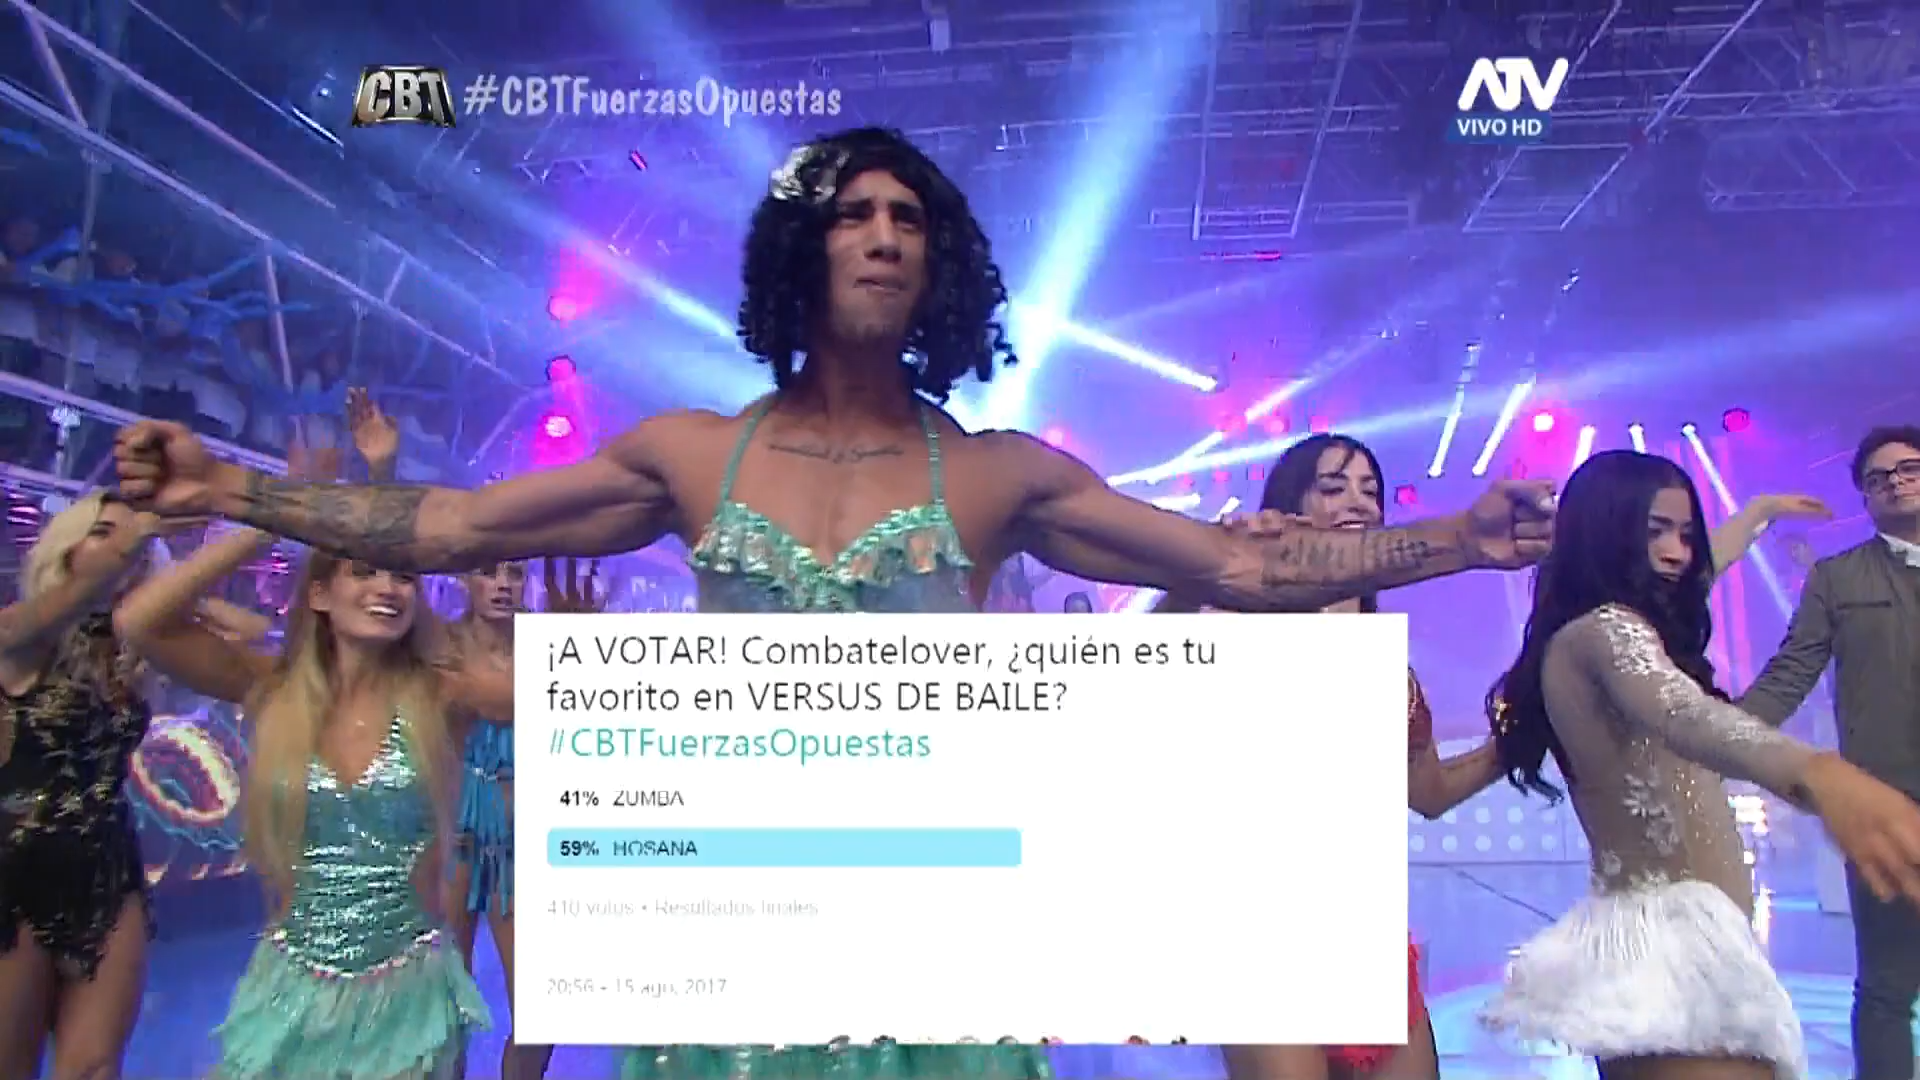 CBT #CBTFuerzasOpuestas
ATV
VIVO HD
¡A VOTAR! Combatelover, ¿quién es tu
favorito en VERSUS DE BAILE?
#CBTFuerzasOpuestas
41% ZUMBA
59% HOSANA
410 votos • Resultados finales
20:56 - 15 ago. 2017